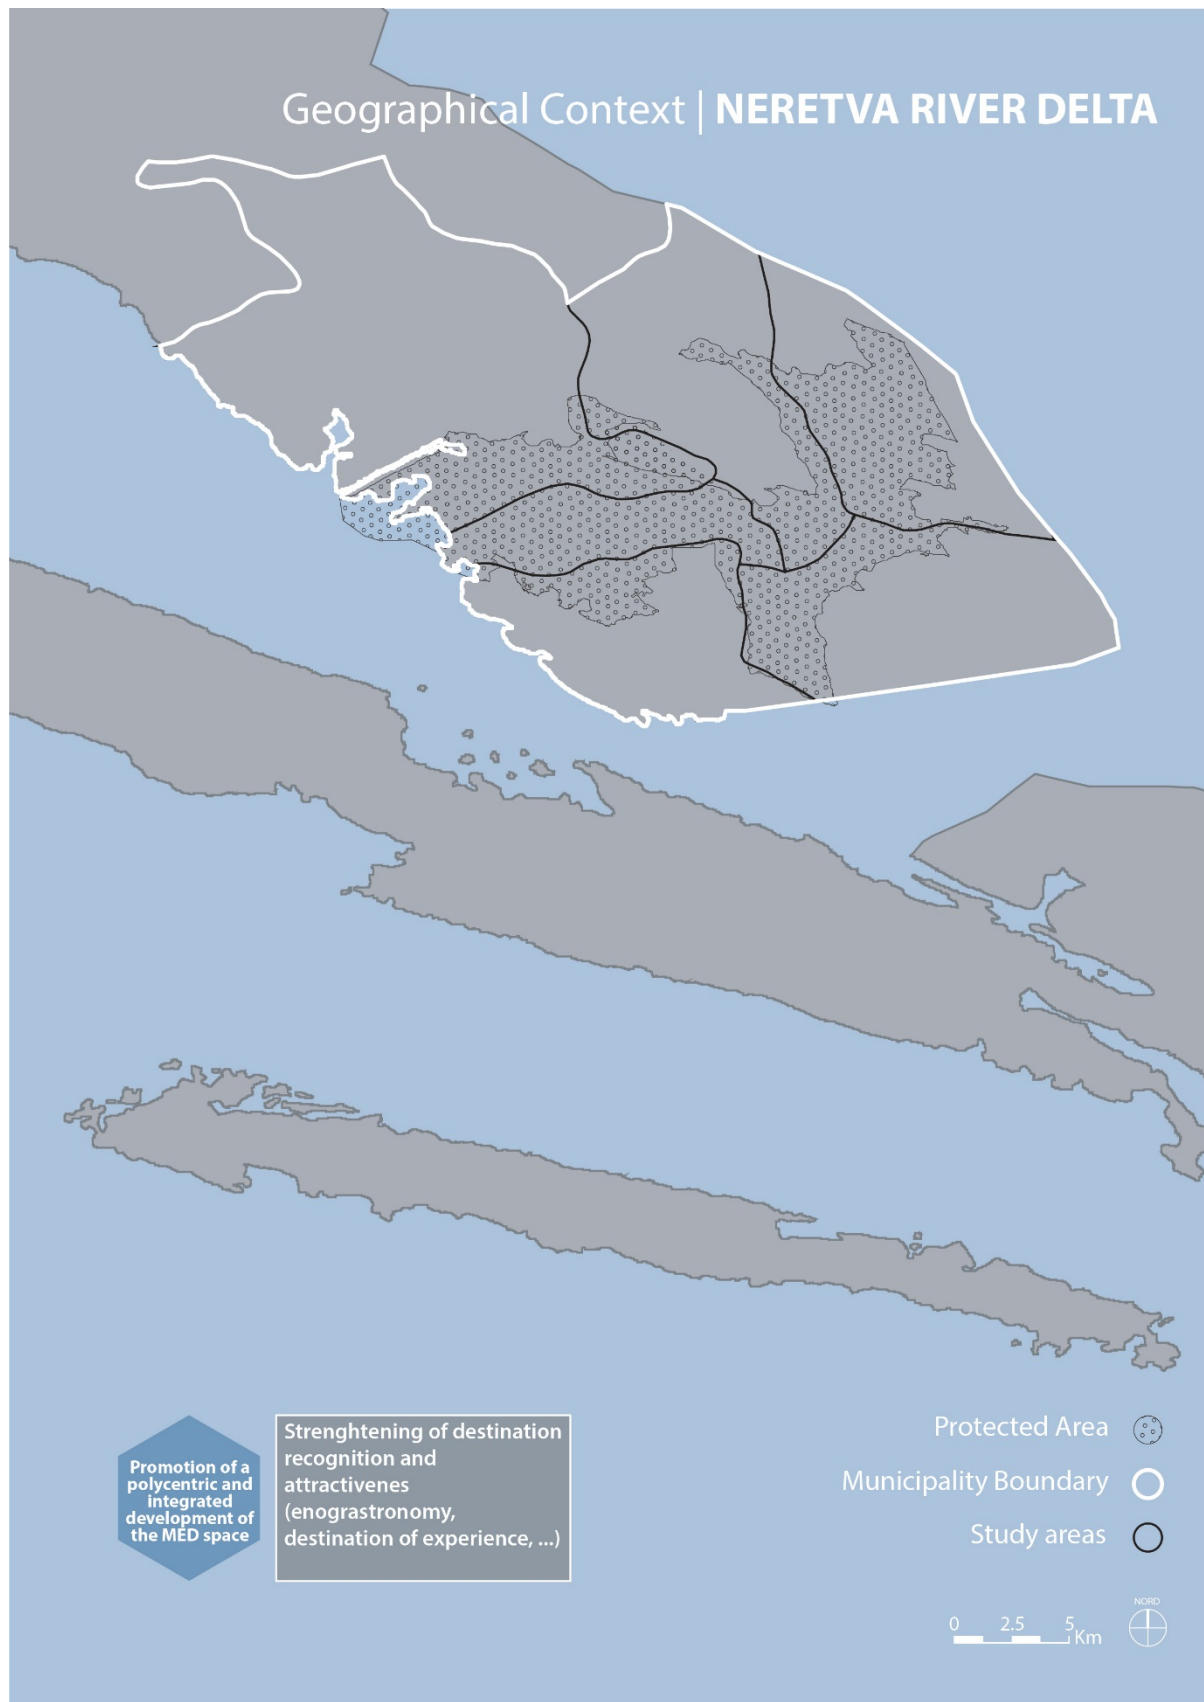 Geographical Context | NERETVA RIVER DELTA
Promotion of a
polycentric and
integrated
development of
the MED space
Strenghtening of destination
recognition and
attractivenes
(enograstronomy,
destination of experience, ...)
Protected Area
Municipality Boundary
Study areas
0 2.5 5 Km
NORD